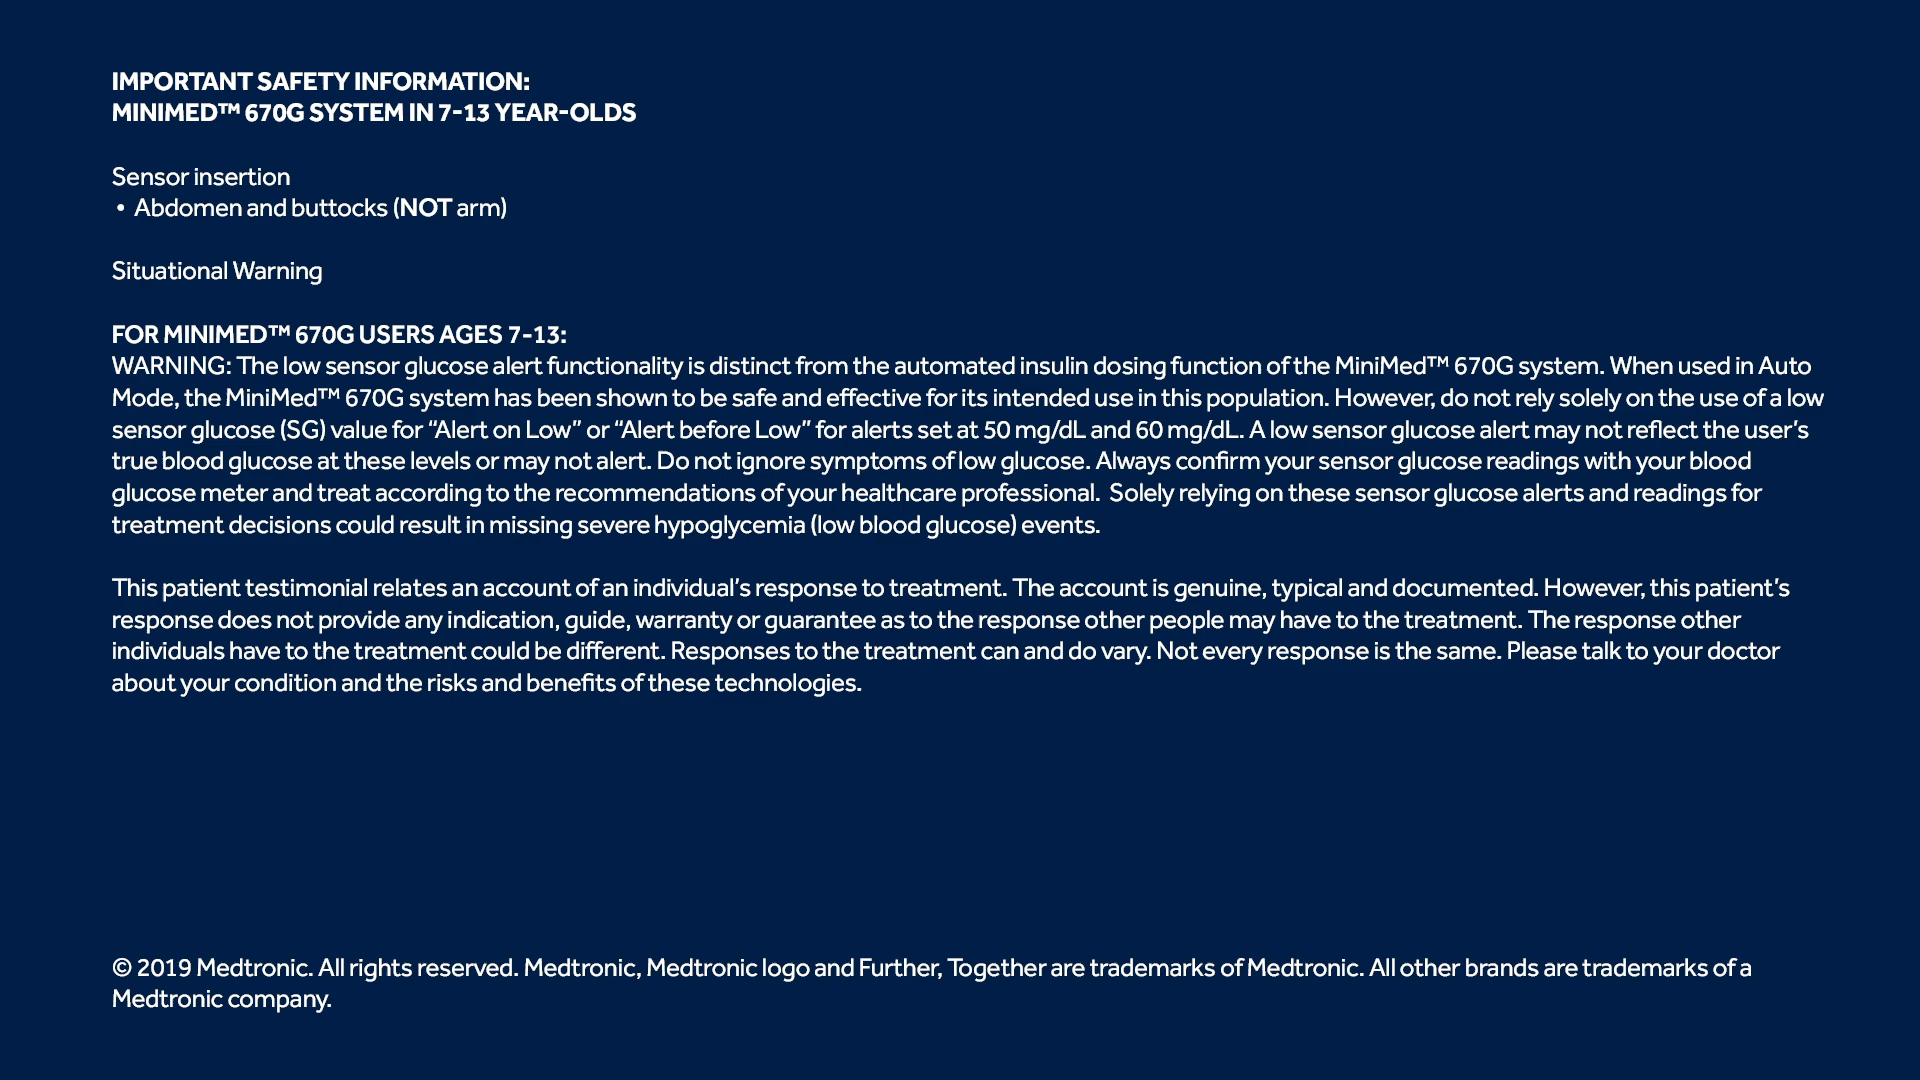 IMPORTANT SAFETY INFORMATION:
MINIMED™ 670G SYSTEM IN 7-13 YEAR-OLDS
Sensor insertion
• Abdomen and buttocks (NOT arm)
Situational Warning
FOR MINIMED™ 670G USERS AGES 7-13:
WARNING: The low sensor glucose alert functionality is distinct from the automated insulin dosing function of the MiniMed™ 670G system. When used in Auto
Mode, the MiniMed™ 670G system has been shown to be safe and effective for its intended use in this population. However, do not rely solely on the use of a low
sensor glucose (SG) value for “Alert on Low” or “Alert before Low” for alerts set at 50 mg/dL and 60 mg/dL. A low sensor glucose alert may not reflect the user’s
true blood glucose at these levels or may not alert. Do not ignore symptoms of low glucose. Always confirm your sensor glucose readings with your blood
glucose meter and treat according to the recommendations of your healthcare professional.  Solely relying on these sensor glucose alerts and readings for
treatment decisions could result in missing severe hypoglycemia (low blood glucose) events.
This patient testimonial relates an account of an individual’s response to treatment. The account is genuine, typical and documented. However, this patient’s
response does not provide any indication, guide, warranty or guarantee as to the response other people may have to the treatment. The response other
individuals have to the treatment could be different. Responses to the treatment can and do vary. Not every response is the same. Please talk to your doctor
about your condition and the risks and benefits of these technologies.
© 2019 Medtronic. All rights reserved. Medtronic, Medtronic logo and Further, Together are trademarks of Medtronic. All other brands are trademarks of a
Medtronic company.